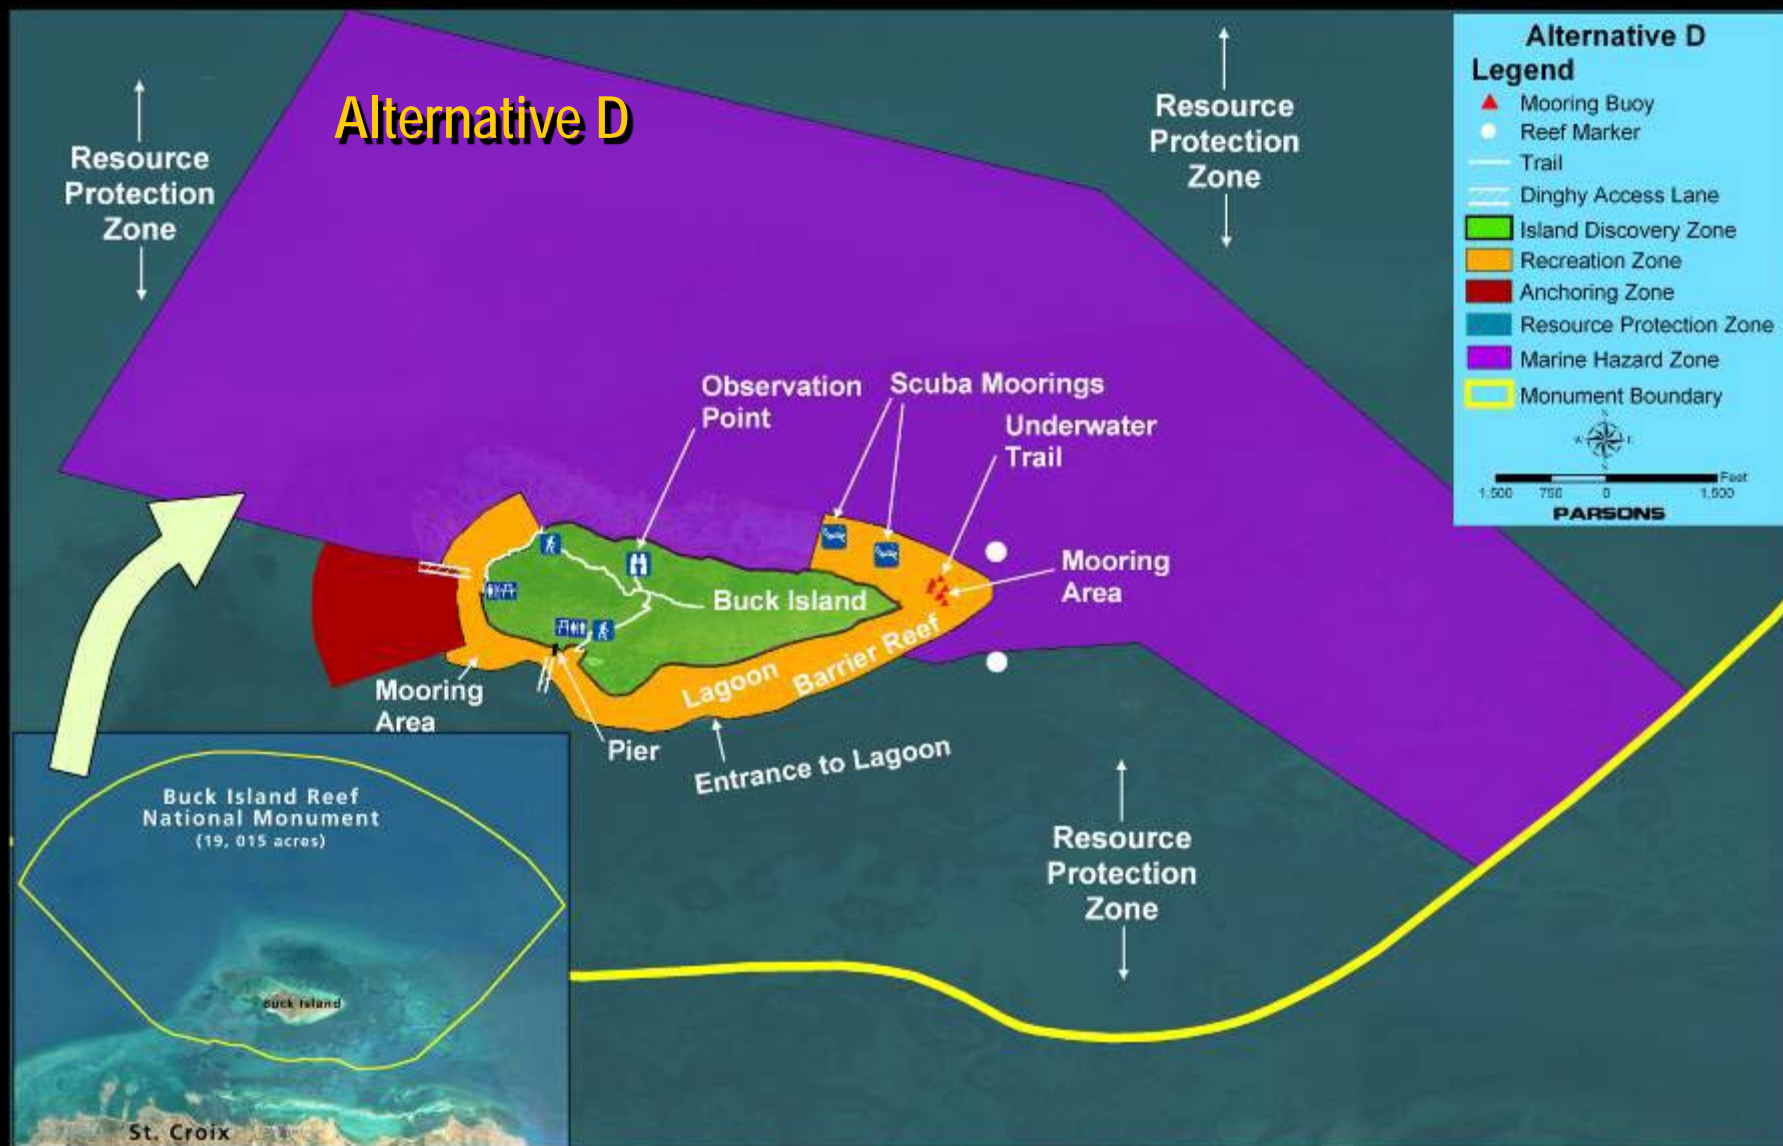 Alternative D
Resource
Protection
Zone
Resource
Protection
Zone
Alternative D
Legend
Mooring Buoy
Reef Marker
Trail
Dinghy Access Lane
Island Discovery Zone
Recreation Zone
Anchoring Zone
Resource Protection Zone
Marine Hazard Zone
Monument Boundary
N
W E
S
Feet
1,500 750 0 1,500
PARSONS
Observation
Point
Scuba Moorings
Underwater
Trail
Mooring
Area
Buck Island
Lagoon
Barrier Reef
Mooring
Area
Pier
Entrance to Lagoon
Resource
Protection
Zone
Buck Island Reef
National Monument
(19, 015 acres)
Buck Island
St. Croix